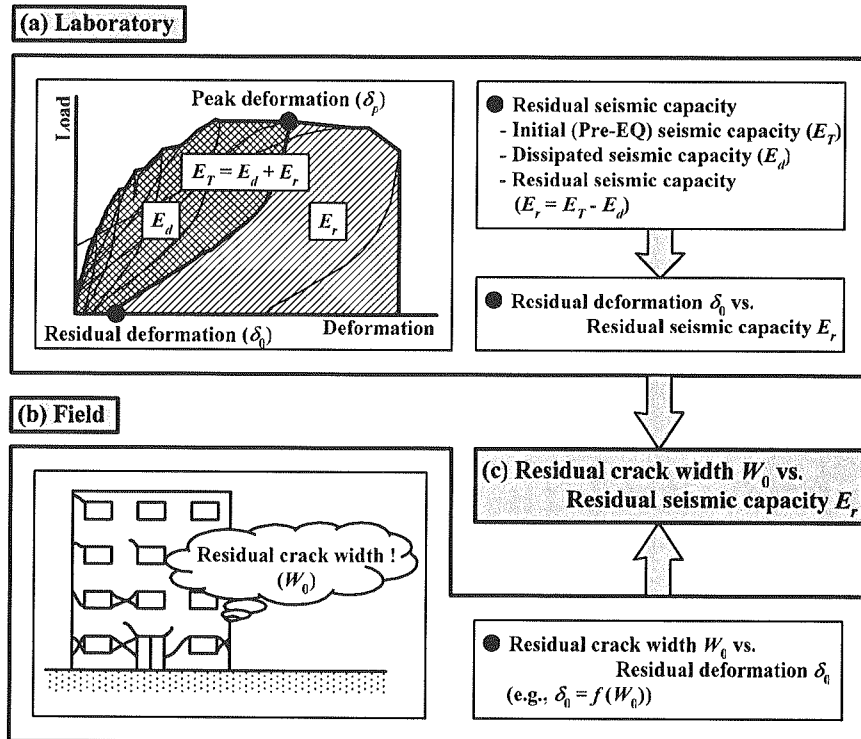 (a) Laboratory
Load
Peak deformation (δp)
ET = Ed + Er
Ed
Er
Residual deformation (δ0)
Deformation
● Residual seismic capacity
- Initial (Pre-EQ) seismic capacity (ET)
- Dissipated seismic capacity (Ed)
- Residual seismic capacity
(Er = ET - Ed)
● Residual deformation δ0 vs.
Residual seismic capacity Er
(b) Field
Residual crack width !
(W0)
(c) Residual crack width W0 vs.
Residual seismic capacity Er
● Residual crack width W0 vs.
Residual deformation δ0
(e.g., δ0 = f(W0))